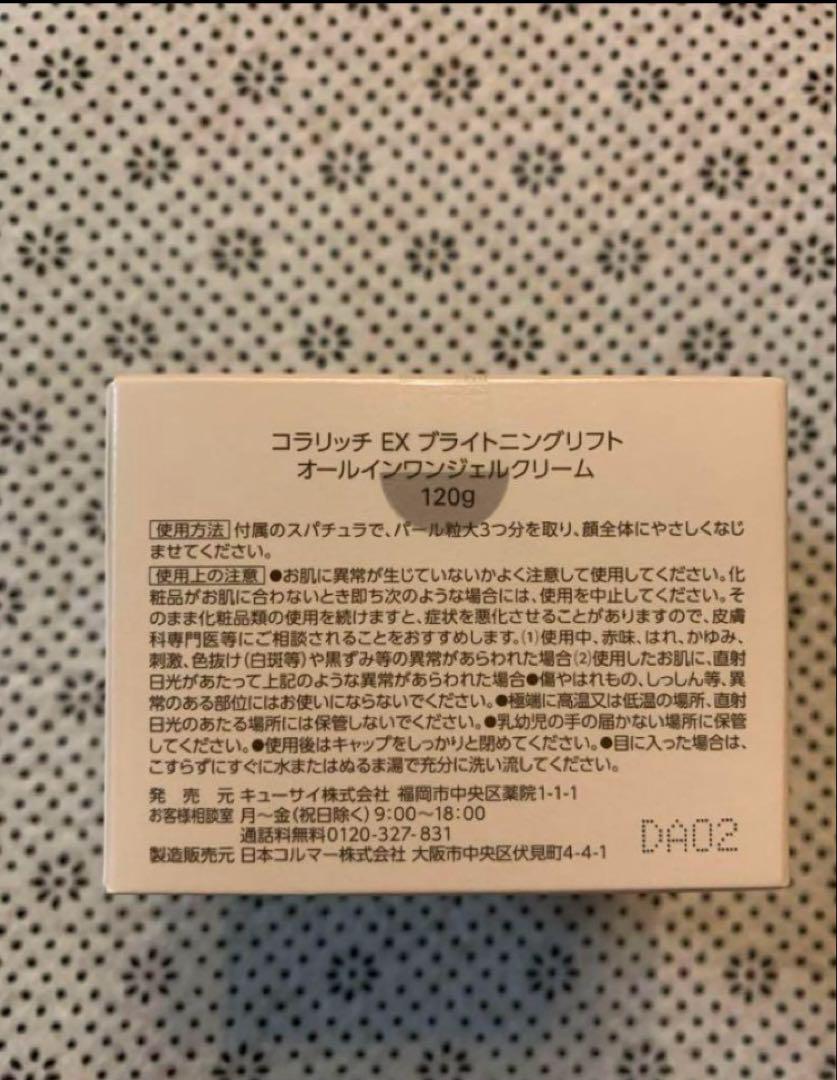 コラリッチ EX ブライトニングリフト
オールインワンジェルクリーム
120g
使用方法 付属のスパチュラで、パール粒大3つ分を取り、顔全体にやさしくなじ
ませてください。
使用上の注意 ●お肌に異常が生じていないかよく注意して使用してください。化
粧品がお肌に合わないとき即ち次のような場合には、使用を中止してください。そ
のまま化粧品類の使用を続けますと、症状を悪化させることがありますので、皮膚
科専門医等にご相談されることをおすすめします。(1)使用中、赤味、はれ、かゆみ、
刺激、色抜け(白斑等)や黒ずみ等の異常があらわれた場合(2)使用したお肌に、直射
日光があたって上記のような異常があらわれた場合●傷やはれもの、しっしん等、異
常のある部位にはお使いにならないでください。●極端に高温又は低温の場所、直射
日光のあたる場所には保管しないでください。●乳幼児の手の届かない場所に保管
してください。●使用後はキャップをしっかりと閉めてください。●目に入った場合は、
こすらずにすぐに水またはぬるま湯で充分に洗い流してください。
発売元 キューサイ株式会社 福岡市中央区薬院1-1-1
お客様相談室 月～金(祝日除く) 9:00～18:00
通話料無料0120-327-831
製造販売元 日本コルマー株式会社 大阪市中央区伏見町4-4-1
DA02